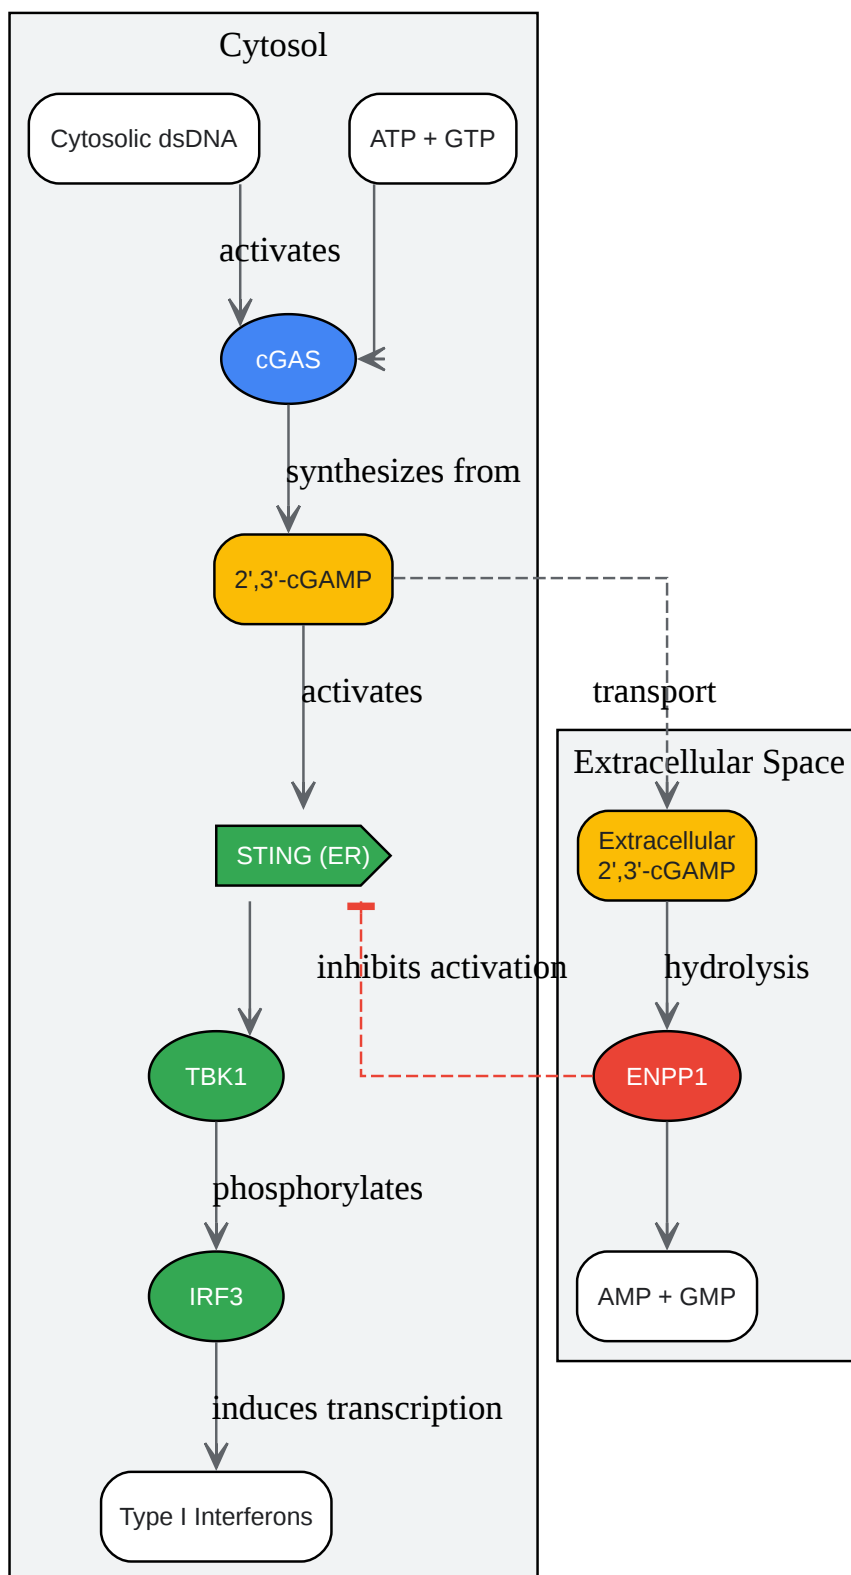 Cytosol
Cytosolic dsDNA
ATP + GTP
activates
cGAS
synthesizes from
2',3'-cGAMP
activates
transport
Extracellular Space
STING (ER)
Extracellular
2',3'-cGAMP
inhibits activation
hydrolysis
TBK1
ENPP1
phosphorylates
IRF3
AMP + GMP
induces transcription
Type I Interferons